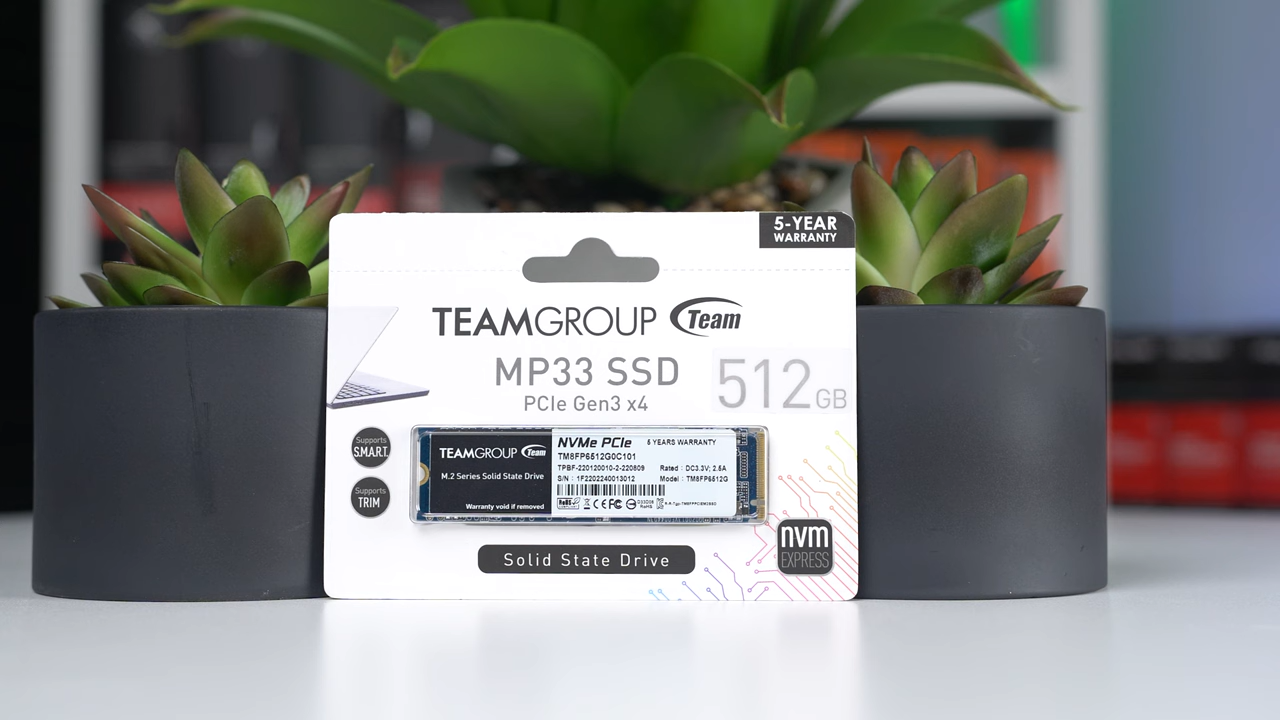 5-YEAR
WARRANTY
TEAMGROUP Team
MP33 SSD
512GB
PCIe Gen3 x4
Supports
S.M.A.R.T.
Supports
TRIM
TEAMGROUP Team
M.2 Series Solid State Drive
Warranty void if removed
NVMe PCIe 5 YEARS WARRANTY
TM8FP6512G0C101
TPBF-220120010-2-220809 Rated : DC3.3V; 2.5A
S/N : 1F2202240013012 Model : TM8FP6512G
Solid State Drive
nvm
EXPRESS